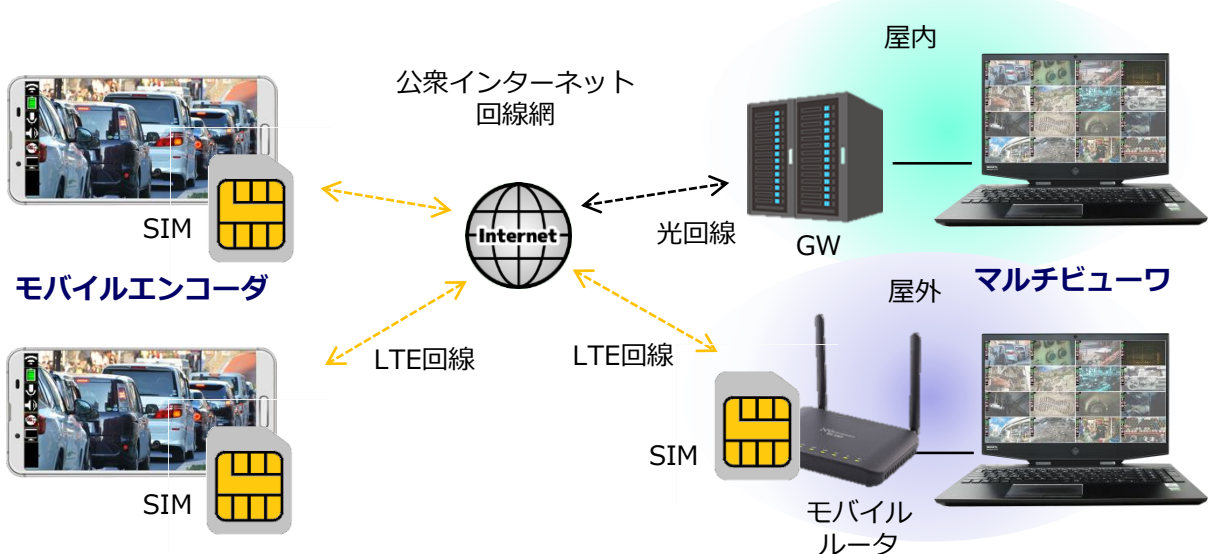 屋内
公衆インターネット
回線網
SIM
Internet
光回線
GW
モバイルエンコーダ
マルチビューワ
屋外
LTE回線
LTE回線
SIM
SIM
モバイル
ルータ